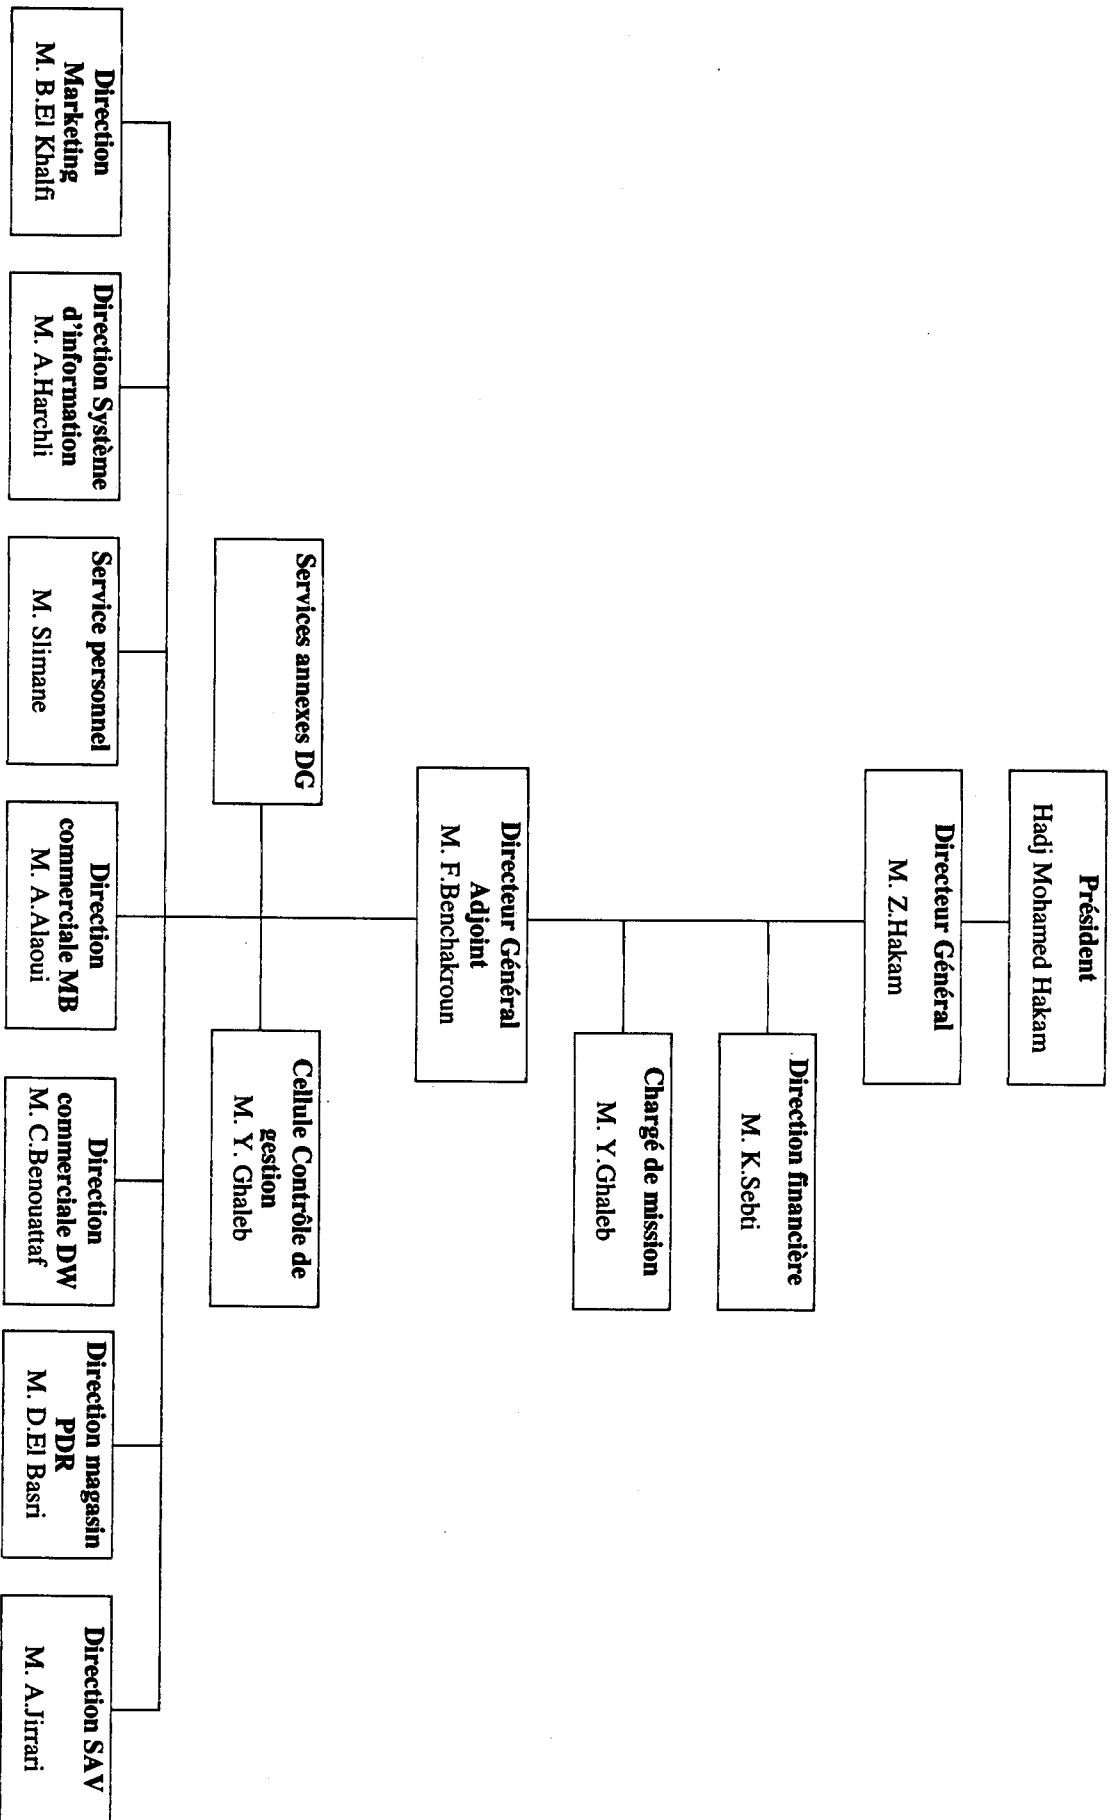 Président
Hadj Mohamed Hakam
Directeur Général
M. Z.Hakam
Direction financière
M. K.Sebti
Chargé de mission
M. Y.Ghaleb
Directeur Général
Adjoint
M. F.Benchakroun
Services annexes DG
Cellule Contrôle de
gestion
M. Y. Ghaleb
Direction
Marketing
M. B.El Khalfi
Direction Système
d'information
M. A.Harchli
Service personnel
M. Slimane
Direction
commerciale MB
M. A.Alaoui
Direction
commerciale DW
M. C.Benouattaf
Direction magasin
PDR
M. D.El Basri
Direction SAV
M. A.Jirrari